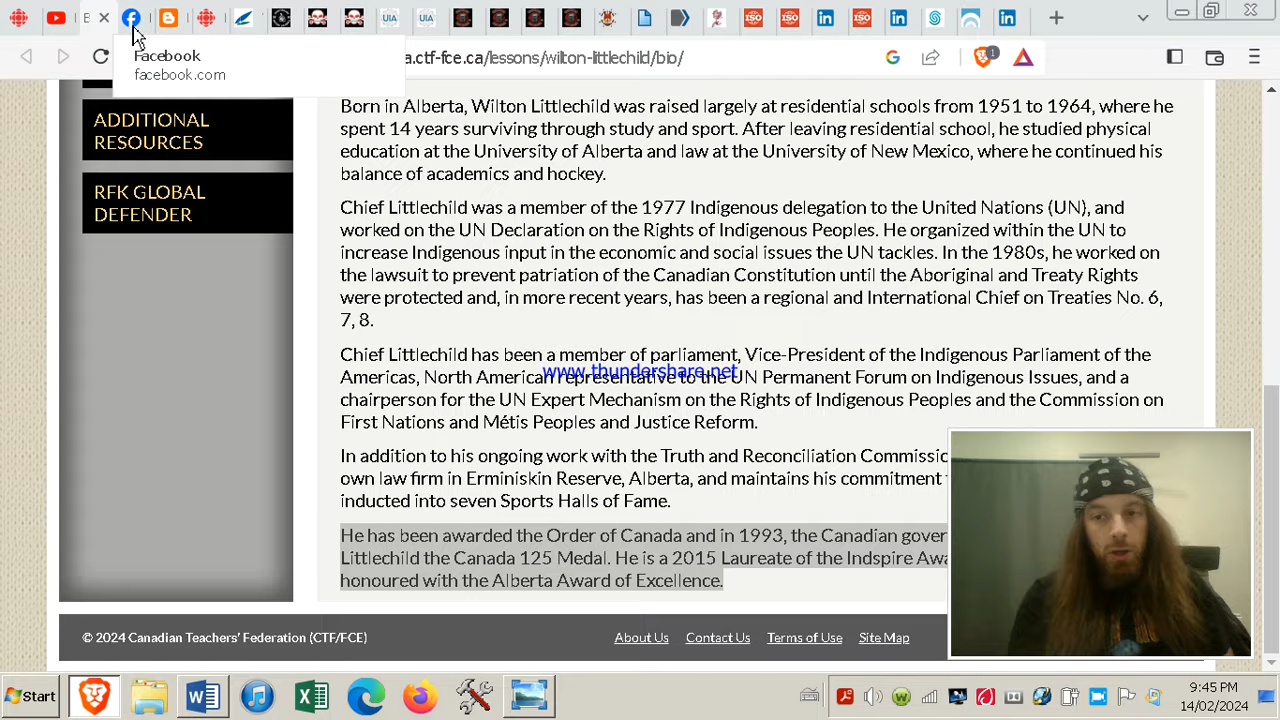 B
Facebook
facebook.com
a.ctf-fce.ca/lessons/wilton-littlechild/bio/
1
ADDITIONAL
RESOURCES
RFK GLOBAL
DEFENDER
Born in Alberta, Wilton Littlechild was raised largely at residential schools from 1951 to 1964, where he
spent 14 years surviving through study and sport. After leaving residential school, he studied physical
education at the University of Alberta and law at the University of New Mexico, where he continued his
balance of academics and hockey.
Chief Littlechild was a member of the 1977 Indigenous delegation to the United Nations (UN), and
worked on the UN Declaration on the Rights of Indigenous Peoples. He organized within the UN to
increase Indigenous input in the economic and social issues the UN tackles. In the 1980s, he worked on
the lawsuit to prevent patriation of the Canadian Constitution until the Aboriginal and Treaty Rights
were protected and, in more recent years, has been a regional and International Chief on Treaties No. 6,
7, 8.
Chief Littlechild has been a member of parliament, Vice-President of the Indigenous Parliament of the
www.thundershare.net
Americas, North American representative to the UN Permanent Forum on Indigenous Issues, and a
chairperson for the UN Expert Mechanism on the Rights of Indigenous Peoples and the Commission on
First Nations and Métis Peoples and Justice Reform.
In addition to his ongoing work with the Truth and Reconciliation Commissic
own law firm in Erminiskin Reserve, Alberta, and maintains his commitment
inducted into seven Sports Halls of Fame.
He has been awarded the Order of Canada and in 1993, the Canadian gover
Littlechild the Canada 125 Medal. He is a 2015 Laureate of the Indspire Awa
honoured with the Alberta Award of Excellence.
© 2024 Canadian Teachers' Federation (CTF/FCE)
About Us Contact Us Terms of Use Site Map
Start
9:45 PM
14/02/2024